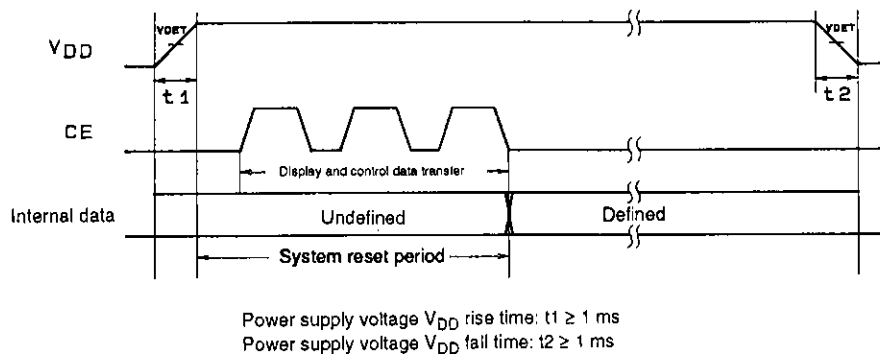 VDET
VDET
VDD
t1
t2
CE
Display and control data transfer
Internal data
Undefined
Defined
System reset period
Power supply voltage VDD rise time: t1 ≥ 1 ms
Power supply voltage VDD fall time: t2 ≥ 1 ms